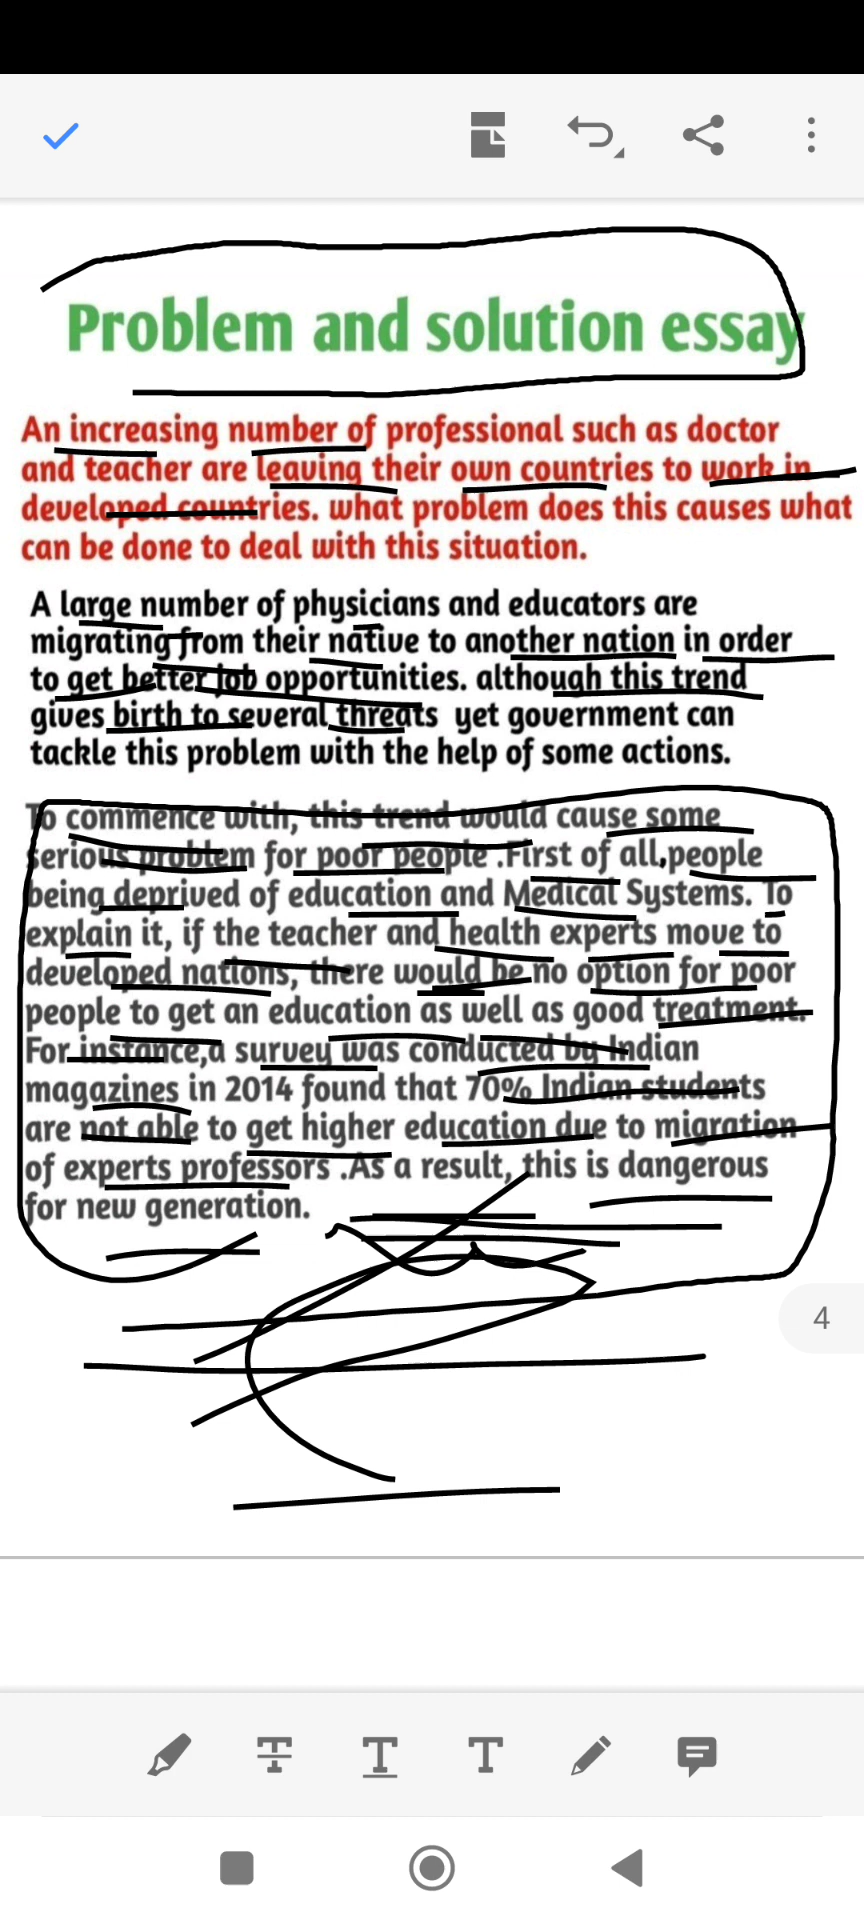 Problem and solution essay
An increasing number of professional such as doctor
and teacher are leaving their own countries to work in
developed countries. what problem does this causes what
can be done to deal with this situation.
A large number of physicians and educators are
migrating from their native to another nation in order
to get better job opportunities. although this trend
gives birth to several threats yet government can
tackle this problem with the help of some actions.
To commence with, this trend would cause some
serious problem for poor people .First of all,people
being deprived of education and Medical Systems. To
explain it, if the teacher and health experts move to
developed nations, there would be no option for poor
people to get an education as well as good treatment.
For instance,a survey was conducted by Indian
magazines in 2014 found that 70% Indian students
are not able to get higher education due to migration
of experts professors .As a result, this is dangerous
for new generation.
4